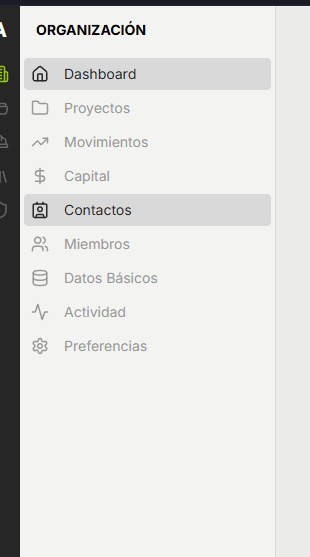 ORGANIZACIÓN
Dashboard
Proyectos
Movimientos
Capital
Contactos
Miembros
Datos Básicos
Actividad
Preferencias